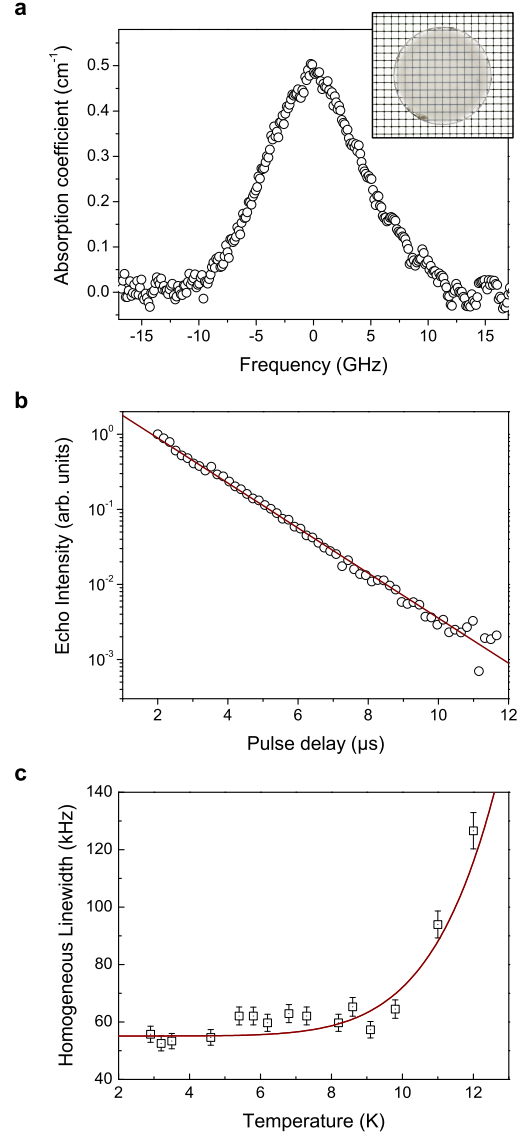 a
Absorption coefficient (cm⁻¹)
0.5
0.4
0.3
0.2
0.1
0.0
-15 -10 -5 0 5 10 15
Frequency (GHz)
b
Echo Intensity (arb. units)
10⁰
10⁻¹
10⁻²
10⁻³
2 4 6 8 10 12
Pulse delay (µs)
c
Homogeneous Linewidth (kHz)
140
120
100
80
60
40
2 4 6 8 10 12
Temperature (K)